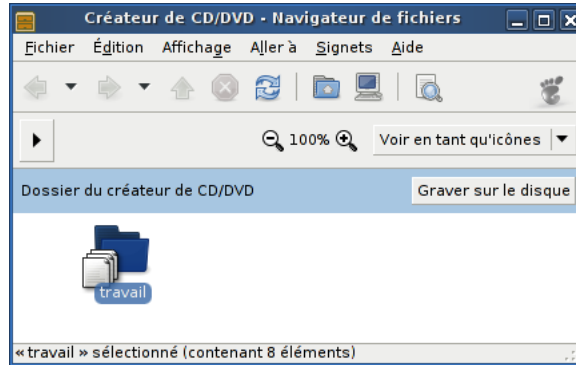 Créateur de CD/DVD - Navigateur de fichiers
Fichier Édition Affichage Aller à Signets Aide
100% Voir en tant qu'icônes
Dossier du créateur de CD/DVD Graver sur le disque
travail
« travail » sélectionné (contenant 8 éléments)